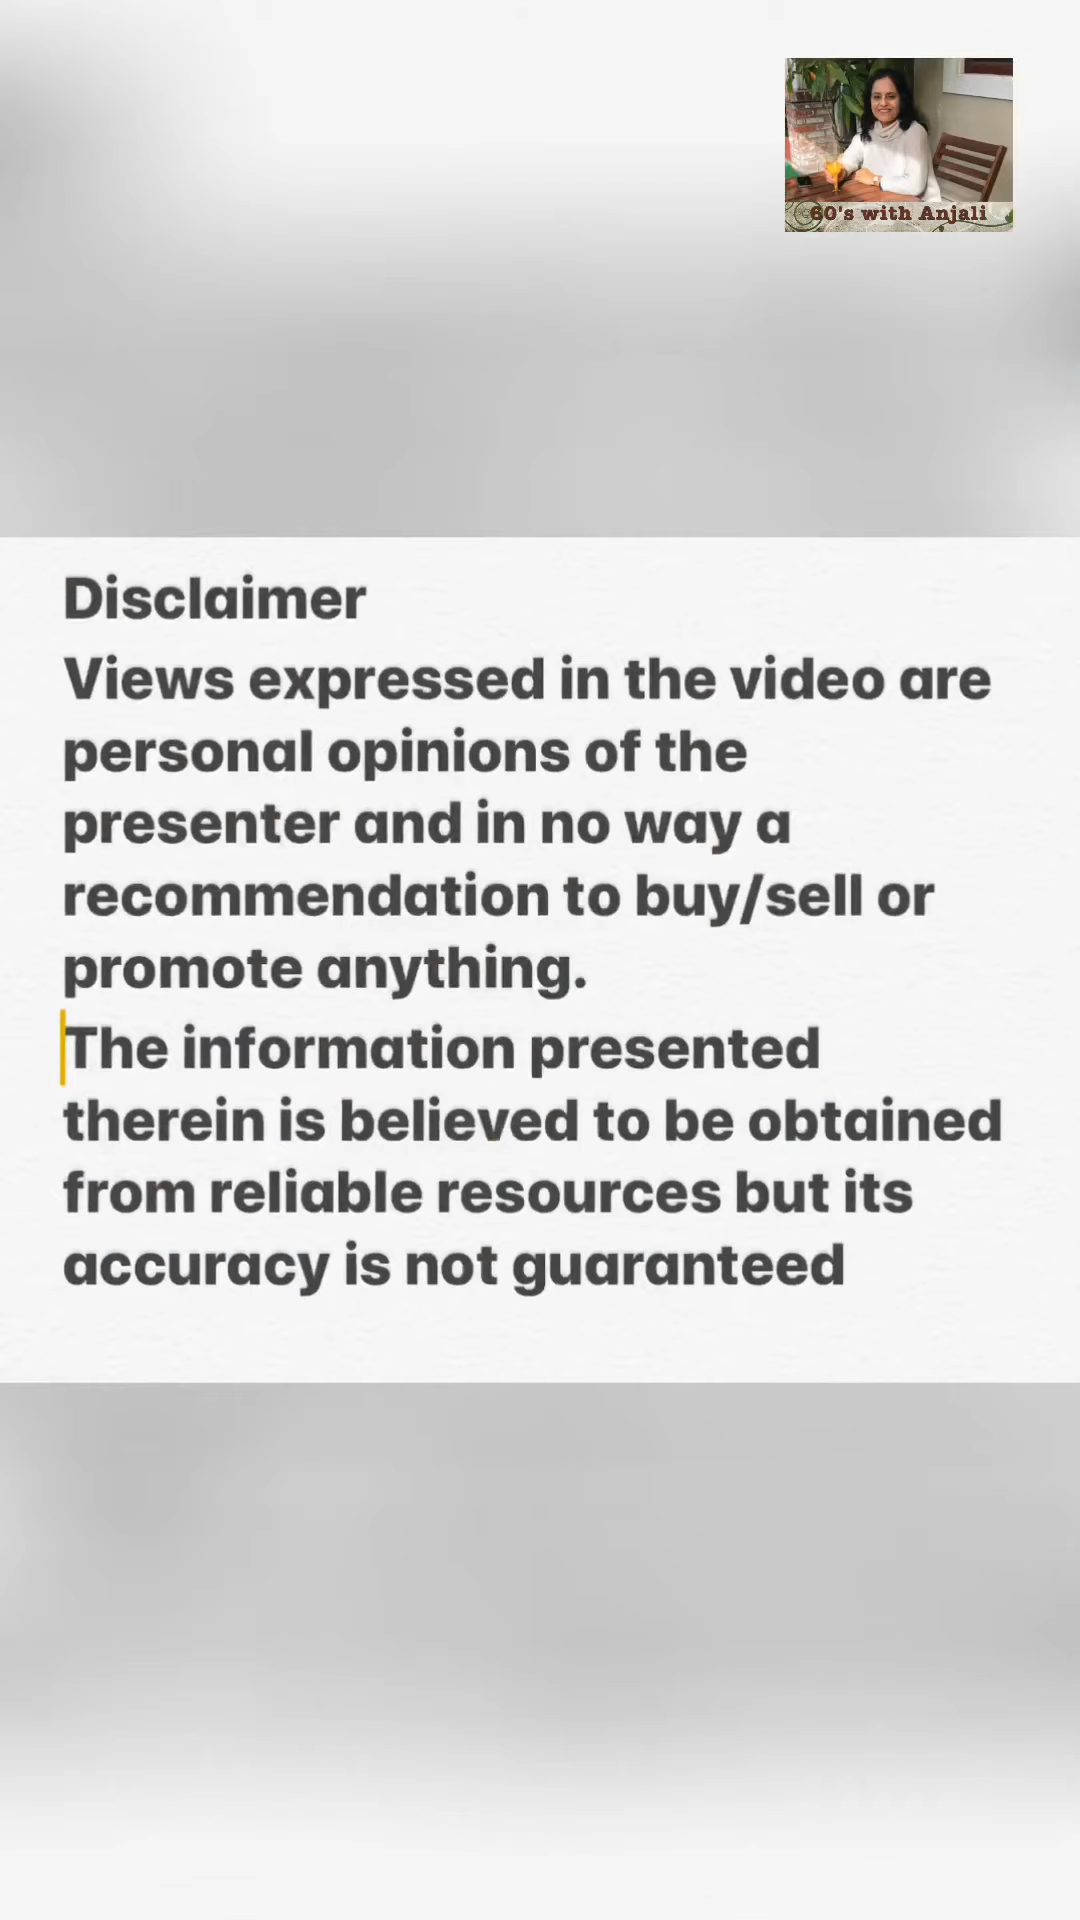 60's with Anjali
Disclaimer
Views expressed in the video are
personal opinions of the
presenter and in no way a
recommendation to buy/sell or
promote anything.
The information presented
therein is believed to be obtained
from reliable resources but its
accuracy is not guaranteed